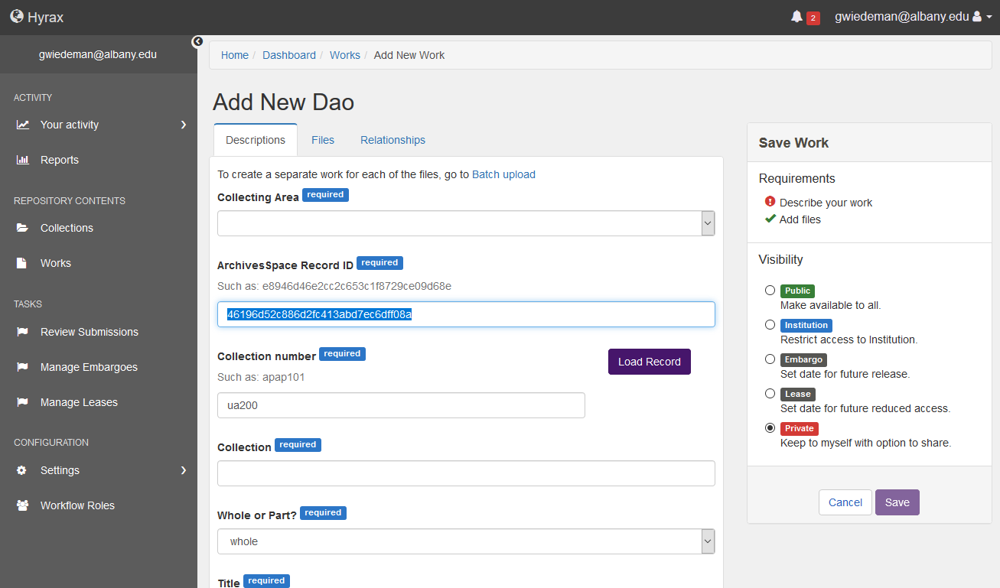 Hyrax
2
gwiedeman@albany.edu
gwiedeman@albany.edu
ACTIVITY
Your activity
Reports
REPOSITORY CONTENTS
Collections
Works
TASKS
Review Submissions
Manage Embargoes
Manage Leases
CONFIGURATION
Settings
Workflow Roles
Home / Dashboard / Works / Add New Work
Add New Dao
Descriptions Files Relationships
To create a separate work for each of the files, go to Batch upload
Collecting Area required
ArchivesSpace Record ID required
Such as: e8946d46e2cc2c653c1f8729ce09d68e
46196d52c886d2fc413abd7ec6dff08a
Collection number required
Such as: apap101
Load Record
ua200
Collection required
Whole or Part? required
whole
Title required
Save Work
Requirements
Describe your work
Add files
Visibility
Public
Make available to all.
Institution
Restrict access to Institution.
Embargo
Set date for future release.
Lease
Set date for future reduced access.
Private
Keep to myself with option to share.
Cancel Save